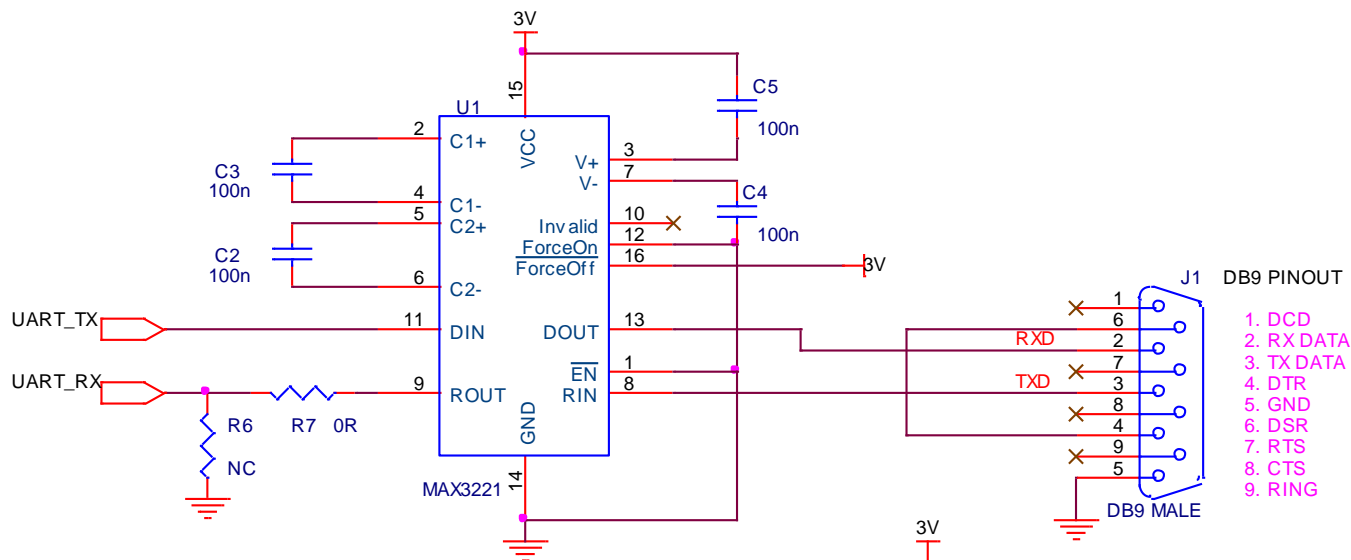 3V
15
C5
100n
U1
2
C1+
VCC
3
V+
7
V-
C3
100n
4
C1-
5
C2+
C4
100n
10
Invalid
12
ForceOn
16
ForceOff
3V
C2
100n
6
C2-
J1
DB9 PINOUT
UART_TX
11
DIN
DOUT
13
1
6
RXD
2
7
TXD
3
8
4
9
5
1. DCD
2. RX DATA
3. TX DATA
4. DTR
5. GND
6. DSR
7. RTS
8. CTS
9. RING
UART_RX
9
ROUT
EN
1
RIN
8
R6
NC
R7 0R
GND
14
MAX3221
DB9 MALE
3V